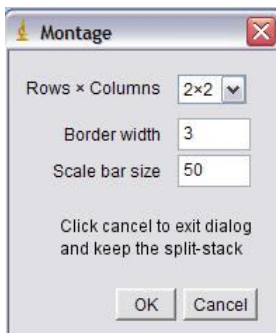 Montage
Rows × Columns 2×2
Border width 3
Scale bar size 50
Click cancel to exit dialog
and keep the split-stack
OK Cancel